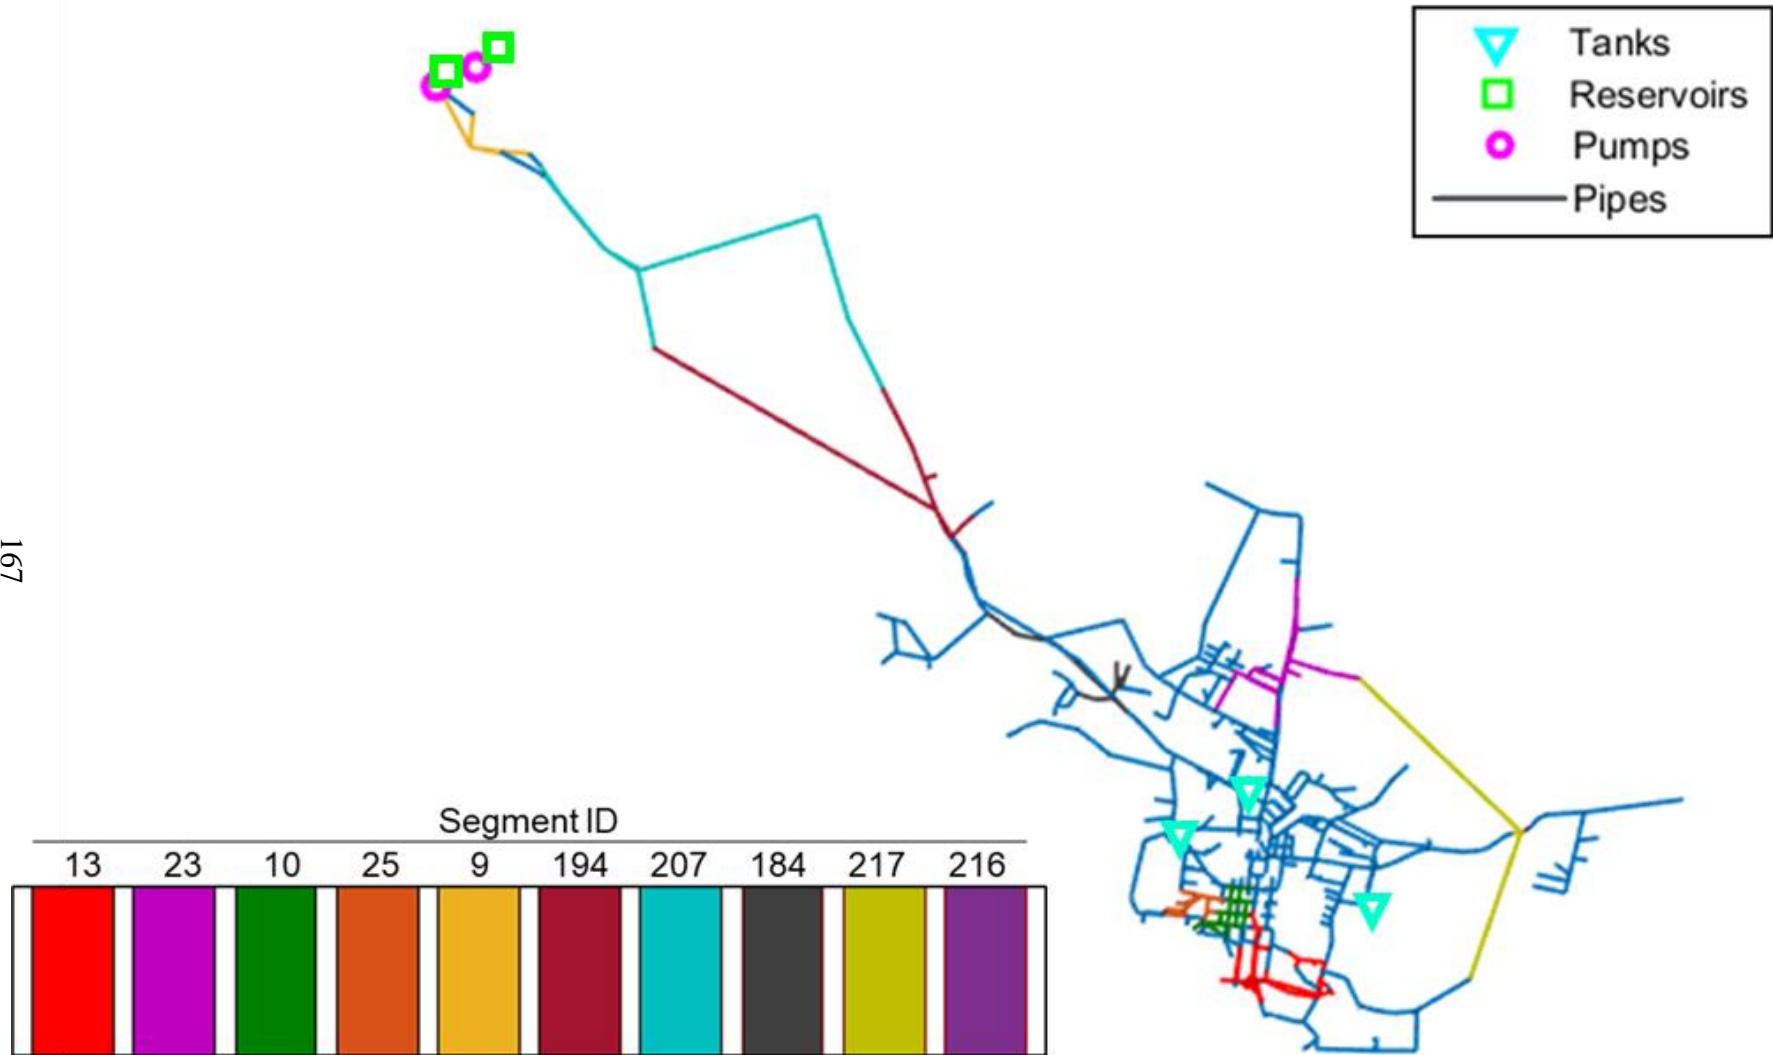 Tanks
Reservoirs
Pumps
Pipes
167
Segment ID
13 23 10 25 9 194 207 184 217 216